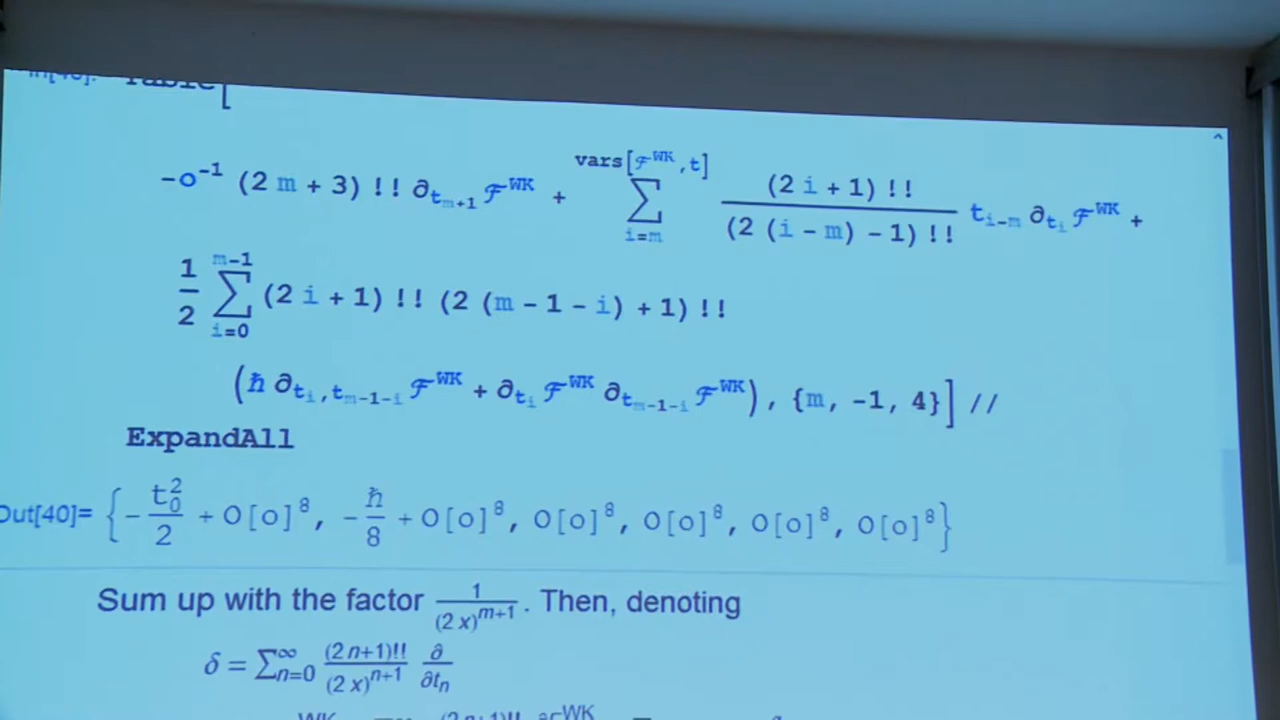 In[40]:= Table[
-o^-1 (2 m + 3) !! ∂_{t_{m+1}} ℱ^WK + ∑_{i=m}^{vars[ℱ^WK, t]} (2 i + 1) !! / (2 (i - m) - 1) !! t_{i-m} ∂_{t_i} ℱ^WK +
1/2 ∑_{i=0}^{m-1} (2 i + 1) !! (2 (m - 1 - i) + 1) !!
(ℏ ∂_{t_i, t_{m-1-i}} ℱ^WK + ∂_{t_i} ℱ^WK ∂_{t_{m-1-i}} ℱ^WK), {m, -1, 4}] //
ExpandAll
Out[40]= {- t_0^2 / 2 + O[o]^8, - ℏ/8 + O[o]^8, O[o]^8, O[o]^8, O[o]^8, O[o]^8}
Sum up with the factor 1/(2 x)^{m+1}. Then, denoting
δ = ∑_{n=0}^∞ (2 n+1)!!/(2 x)^{n+1} ∂/∂t_n